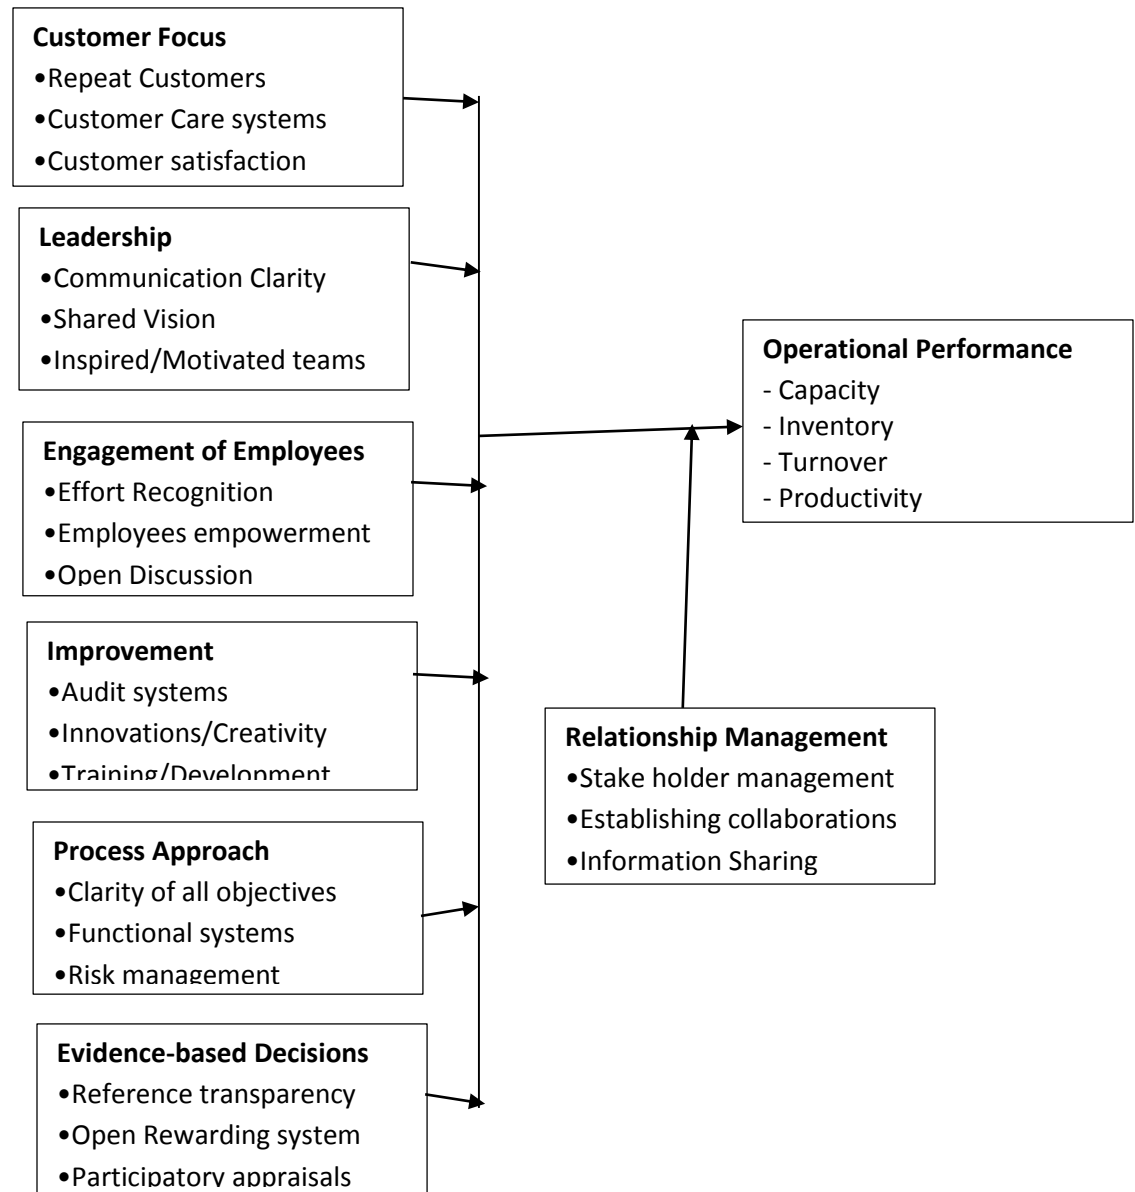 Customer Focus
•Repeat Customers
•Customer Care systems
•Customer satisfaction
Leadership
•Communication Clarity
•Shared Vision
•Inspired/Motivated teams
Engagement of Employees
•Effort Recognition
•Employees empowerment
•Open Discussion
Improvement
•Audit systems
•Innovations/Creativity
•Training/Development
Process Approach
•Clarity of all objectives
•Functional systems
•Risk management
Evidence-based Decisions
•Reference transparency
•Open Rewarding system
•Participatory appraisals
Operational Performance
- Capacity
- Inventory
- Turnover
- Productivity
Relationship Management
•Stake holder management
•Establishing collaborations
•Information Sharing